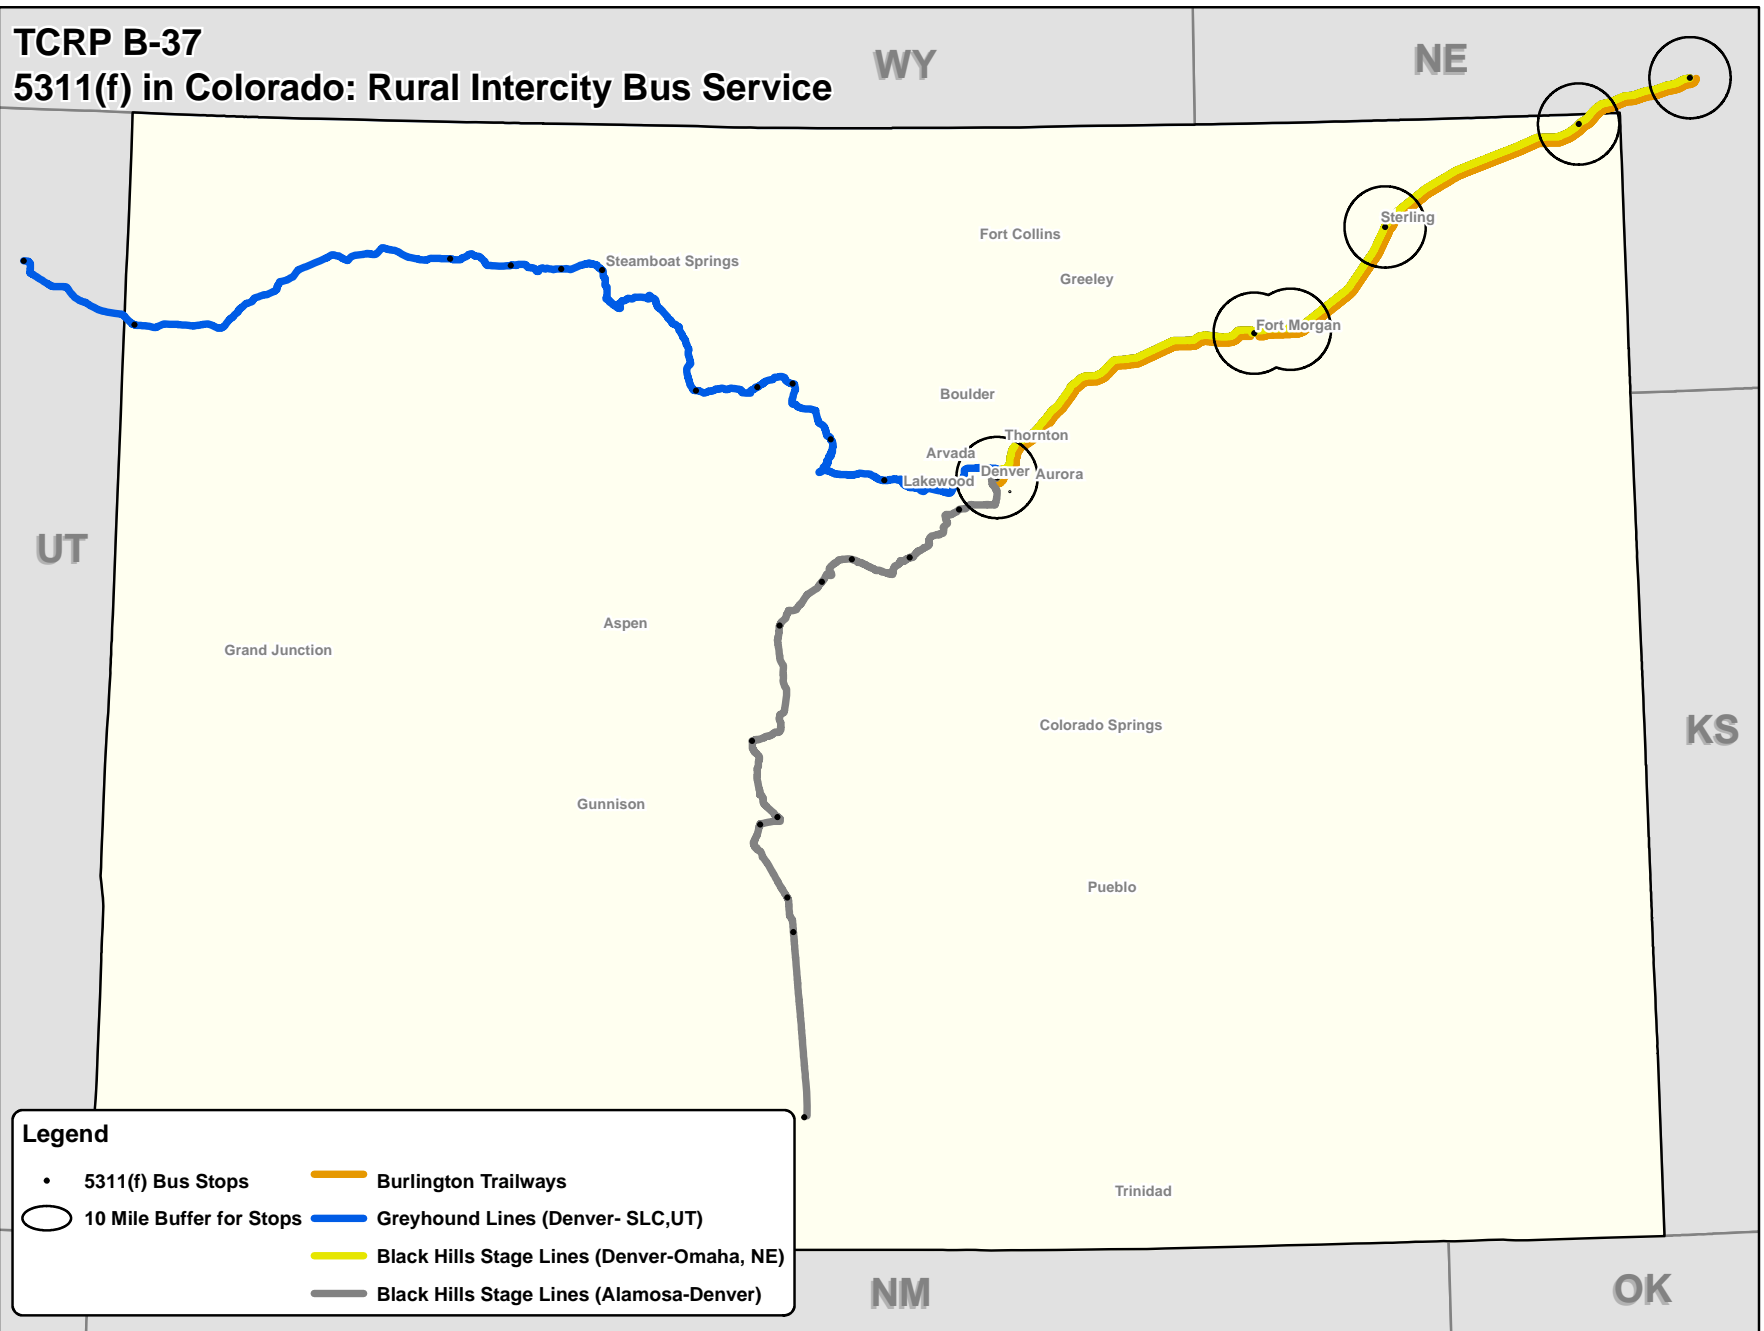 TCRP B-37
5311(f) in Colorado: Rural Intercity Bus Service
WY
NE
Sterling
Fort Collins
Steamboat Springs
Greeley
Fort Morgan
Boulder
Thornton
Arvada
Denver
Aurora
Lakewood
UT
Aspen
Grand Junction
Colorado Springs
KS
Gunnison
Pueblo
Trinidad
Legend
5311(f) Bus Stops
10 Mile Buffer for Stops
Burlington Trailways
Greyhound Lines (Denver- SLC,UT)
Black Hills Stage Lines (Denver-Omaha, NE)
Black Hills Stage Lines (Alamosa-Denver)
NM
OK